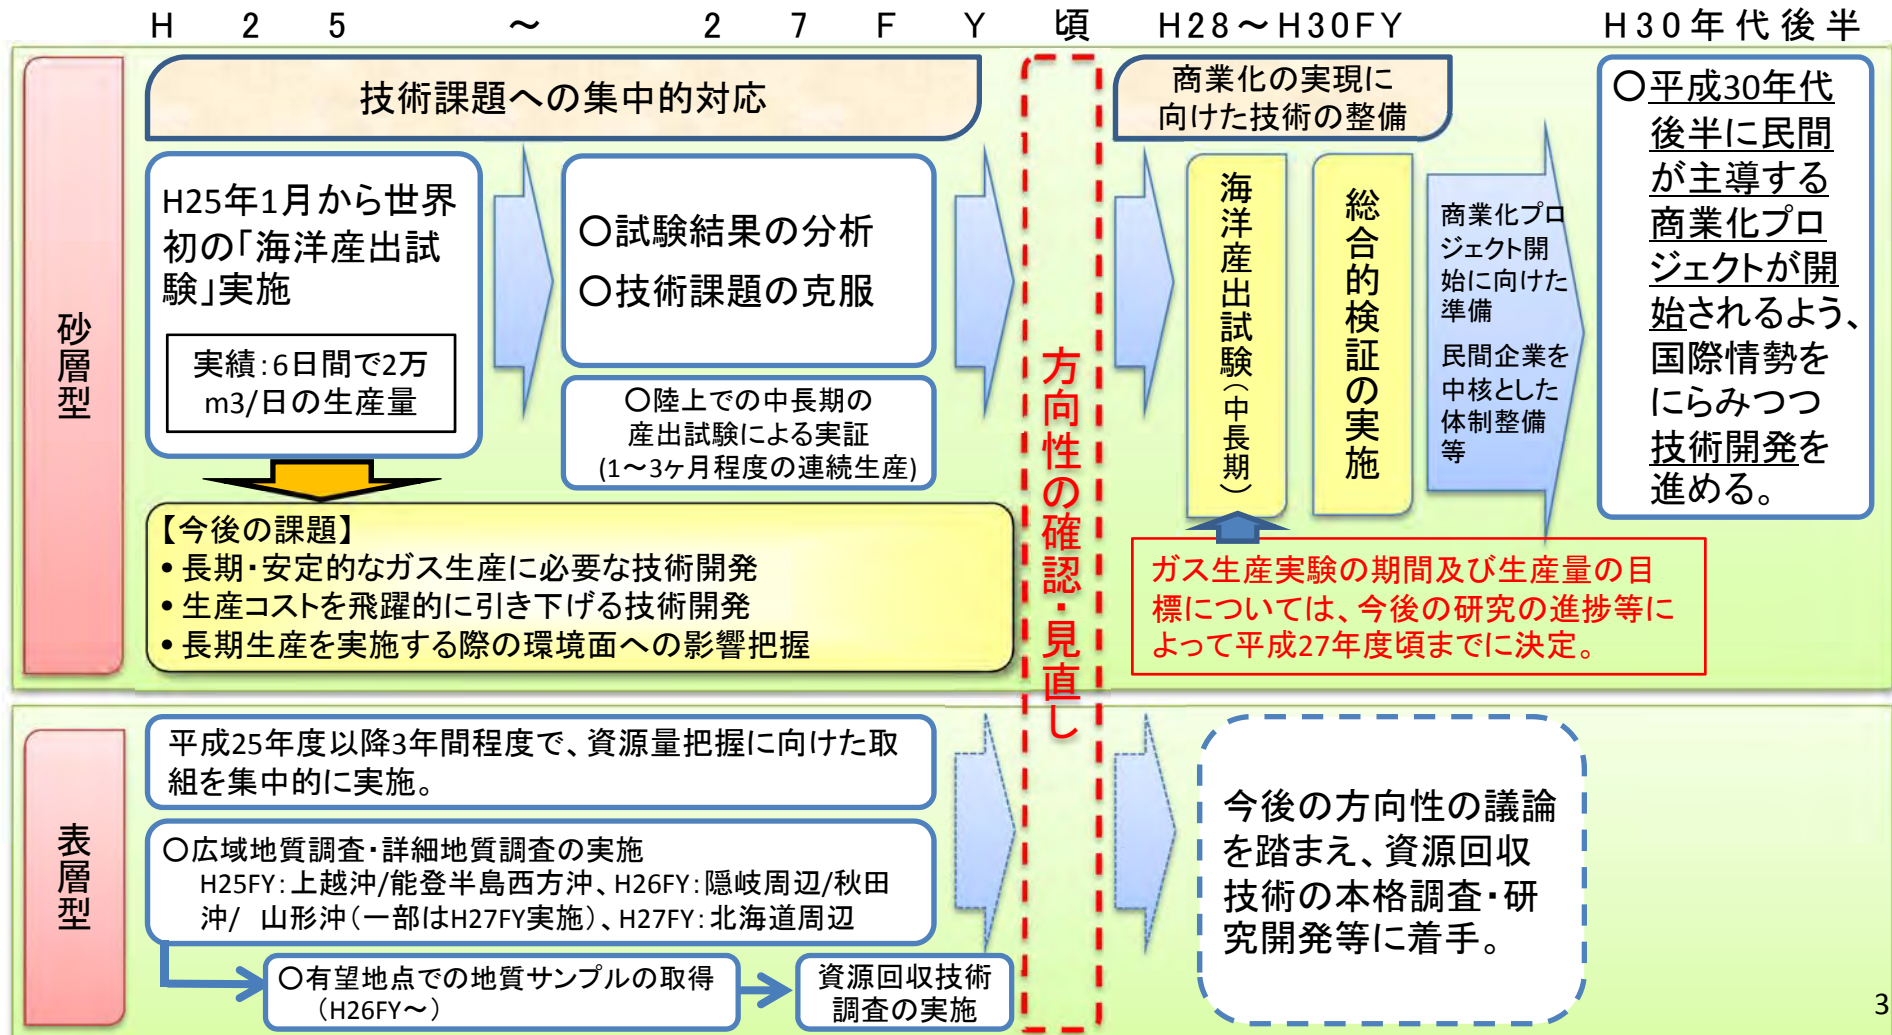 H25～27FY頃
H28～H30FY
H30年代後半
砂層型
技術課題への集中的対応
H25年1月から世界
初の「海洋産出試
験」実施
実績：6日間で2万
m3/日の生産量
○試験結果の分析
○技術課題の克服
○陸上での中長期の
産出試験による実証
(1～3ヶ月程度の連続生産)
【今後の課題】
• 長期・安定的なガス生産に必要な技術開発
• 生産コストを飛躍的に引き下げる技術開発
• 長期生産を実施する際の環境面への影響把握
方向性の確認・見直し
商業化の実現に
向けた技術の整備
海洋産出試験（中長期）
総合的検証の実施
商業化プロ
ジェクト開
始に向けた
準備
民間企業を
中核とした
体制整備
等
○平成30年代
後半に民間
が主導する
商業化プロ
ジェクトが開
始されるよう、
国際情勢を
にらみつつ
技術開発を
進める。
ガス生産実験の期間及び生産量の目
標については、今後の研究の進捗等に
よって平成27年度頃までに決定。
表層型
平成25年度以降3年間程度で、資源量把握に向けた取
組を集中的に実施。
○広域地質調査・詳細地質調査の実施
H25FY：上越沖/能登半島西方沖、H26FY：隠岐周辺/秋田
沖/ 山形沖（一部はH27FY実施）、H27FY：北海道周辺
○有望地点での地質サンプルの取得
（H26FY～）
資源回収技術
調査の実施
今後の方向性の議論
を踏まえ、資源回収
技術の本格調査・研
究開発等に着手。
3